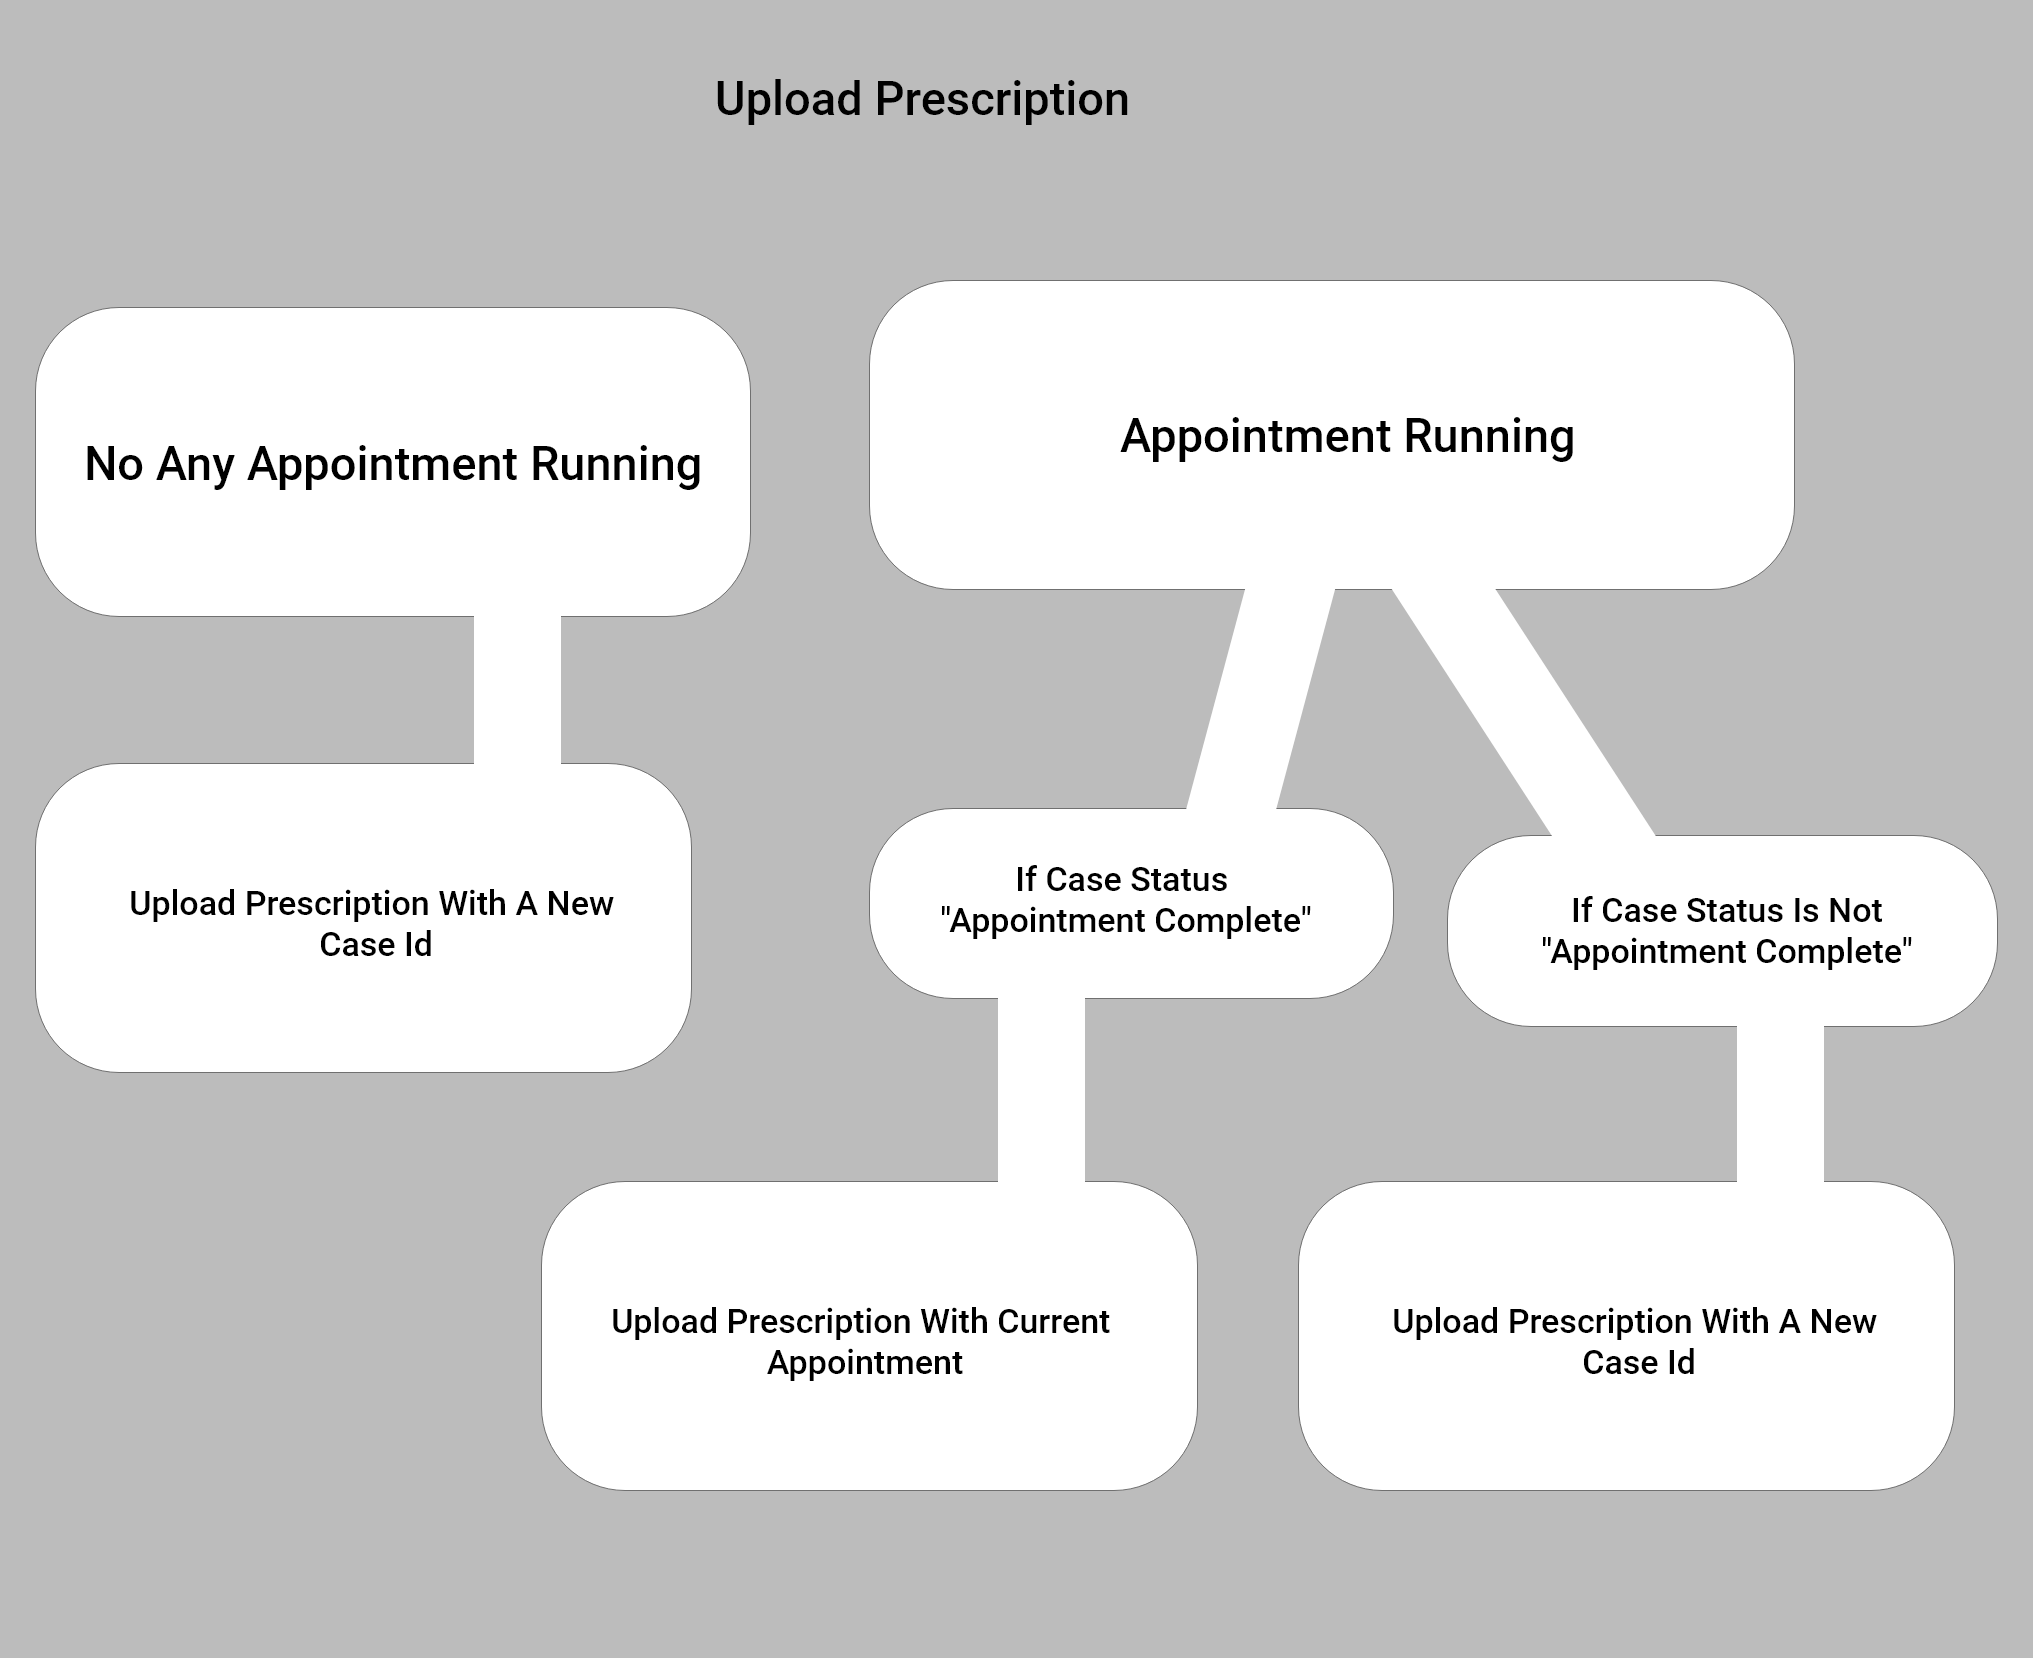 Upload Prescription
No Any Appointment Running
Appointment Running
Upload Prescription With A New
Case Id
If Case Status
"Appointment Complete"
If Case Status Is Not
"Appointment Complete"
Upload Prescription With Current
Appointment
Upload Prescription With A New
Case Id